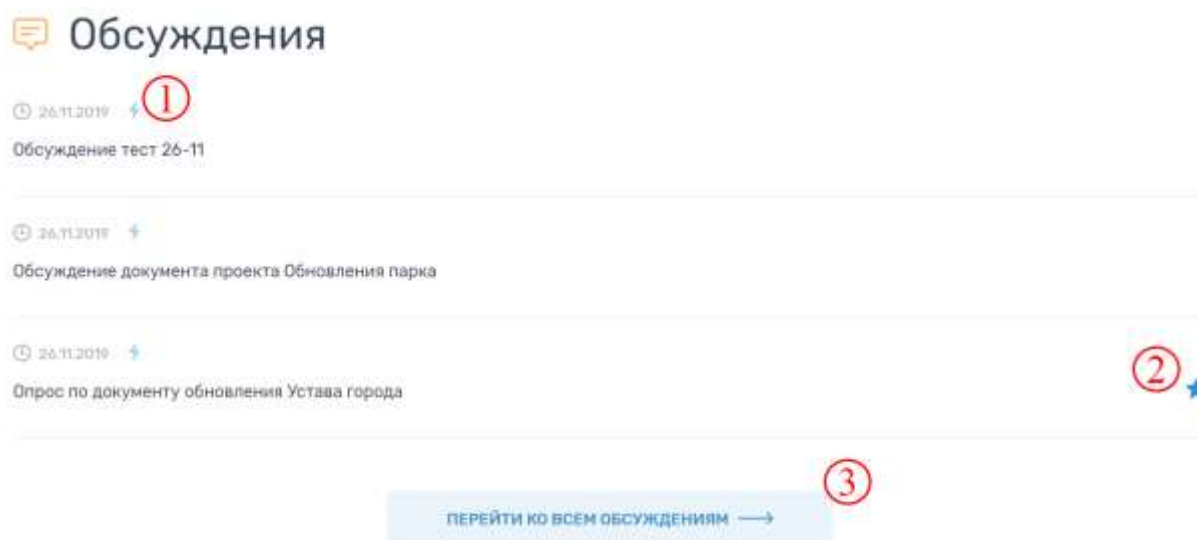 Обсуждения
26.11.2019
1
Обсуждение тест 26-11
26.11.2019
Обсуждение документа проекта Обновления парка
26.11.2019
2
Опрос по документу обновления Устава города
3
ПЕРЕЙТИ КО ВСЕМ ОБСУЖДЕНИЯМ